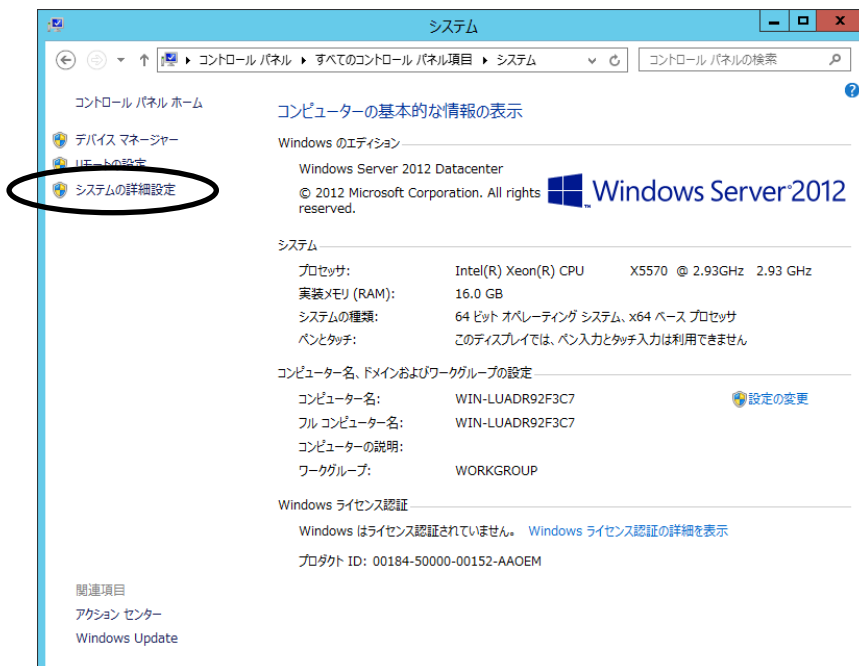 システム
コントロール パネル ▸ すべてのコントロール パネル項目 ▸ システム
コントロール パネルの検索
コントロール パネル ホーム
デバイス マネージャー
リモートの設定
システムの詳細設定
コンピューターの基本的な情報の表示
Windows のエディション
Windows Server 2012 Datacenter
© 2012 Microsoft Corporation. All rights
reserved.
Windows Server 2012
システム
プロセッサ: Intel(R) Xeon(R) CPU X5570 @ 2.93GHz 2.93 GHz
実装メモリ (RAM): 16.0 GB
システムの種類: 64 ビット オペレーティング システム、x64 ベース プロセッサ
ペンとタッチ: このディスプレイでは、ペン入力とタッチ入力は利用できません
コンピューター名、ドメインおよびワークグループの設定
コンピューター名: WIN-LUADR92F3C7 設定の変更
フル コンピューター名: WIN-LUADR92F3C7
コンピューターの説明:
ワークグループ: WORKGROUP
Windows ライセンス認証
Windows はライセンス認証されていません。 Windows ライセンス認証の詳細を表示
プロダクト ID: 00184-50000-00152-AAOEM
関連項目
アクション センター
Windows Update